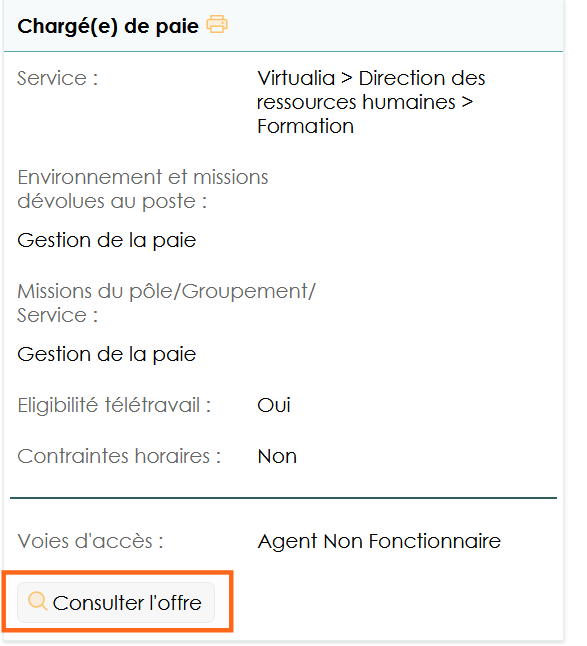 Chargé(e) de paie
Service :
Virtualia > Direction des
ressources humaines >
Formation
Environnement et missions
dévolues au poste :
Gestion de la paie
Missions du pôle/Groupement/
Service :
Gestion de la paie
Eligibilité télétravail : Oui
Contraintes horaires : Non
Voies d'accès : Agent Non Fonctionnaire
Consulter l'offre